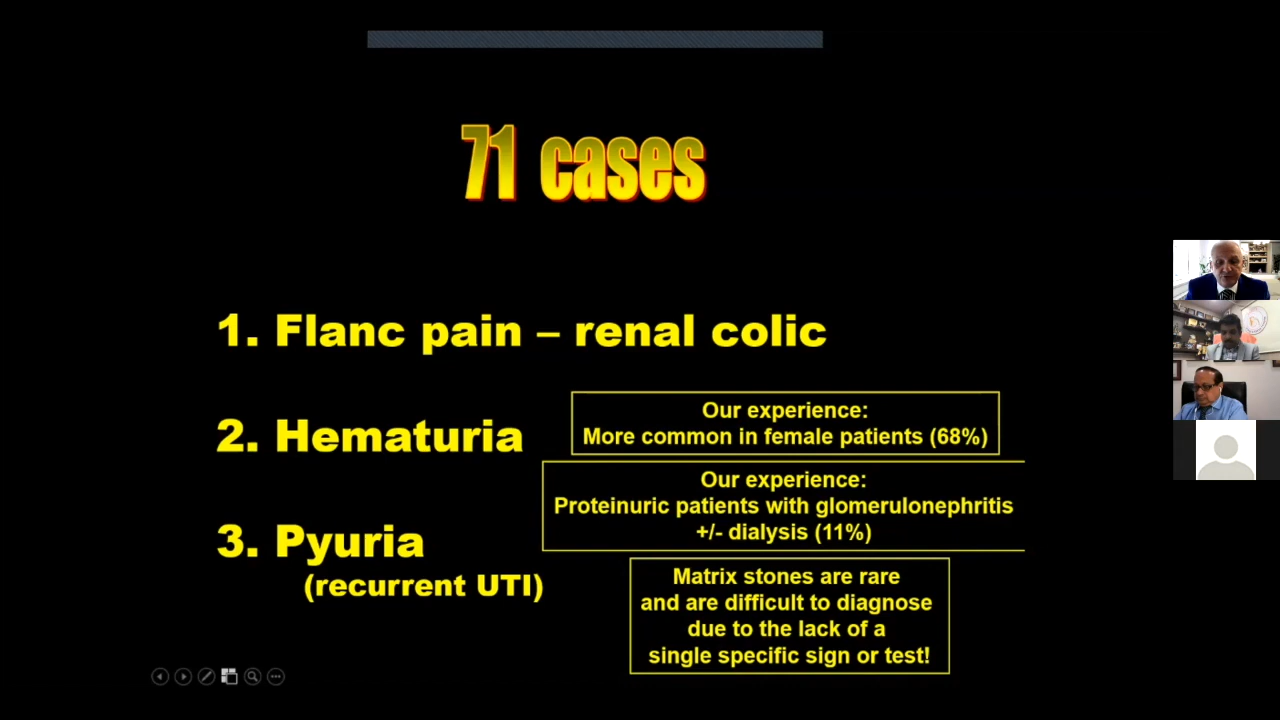 71 cases
1. Flanc pain – renal colic
2. Hematuria
Our experience:
More common in female patients (68%)
Our experience:
Proteinuric patients with glomerulonephritis
+/- dialysis (11%)
3. Pyuria
(recurrent UTI)
Matrix stones are rare
and are difficult to diagnose
due to the lack of a
single specific sign or test!